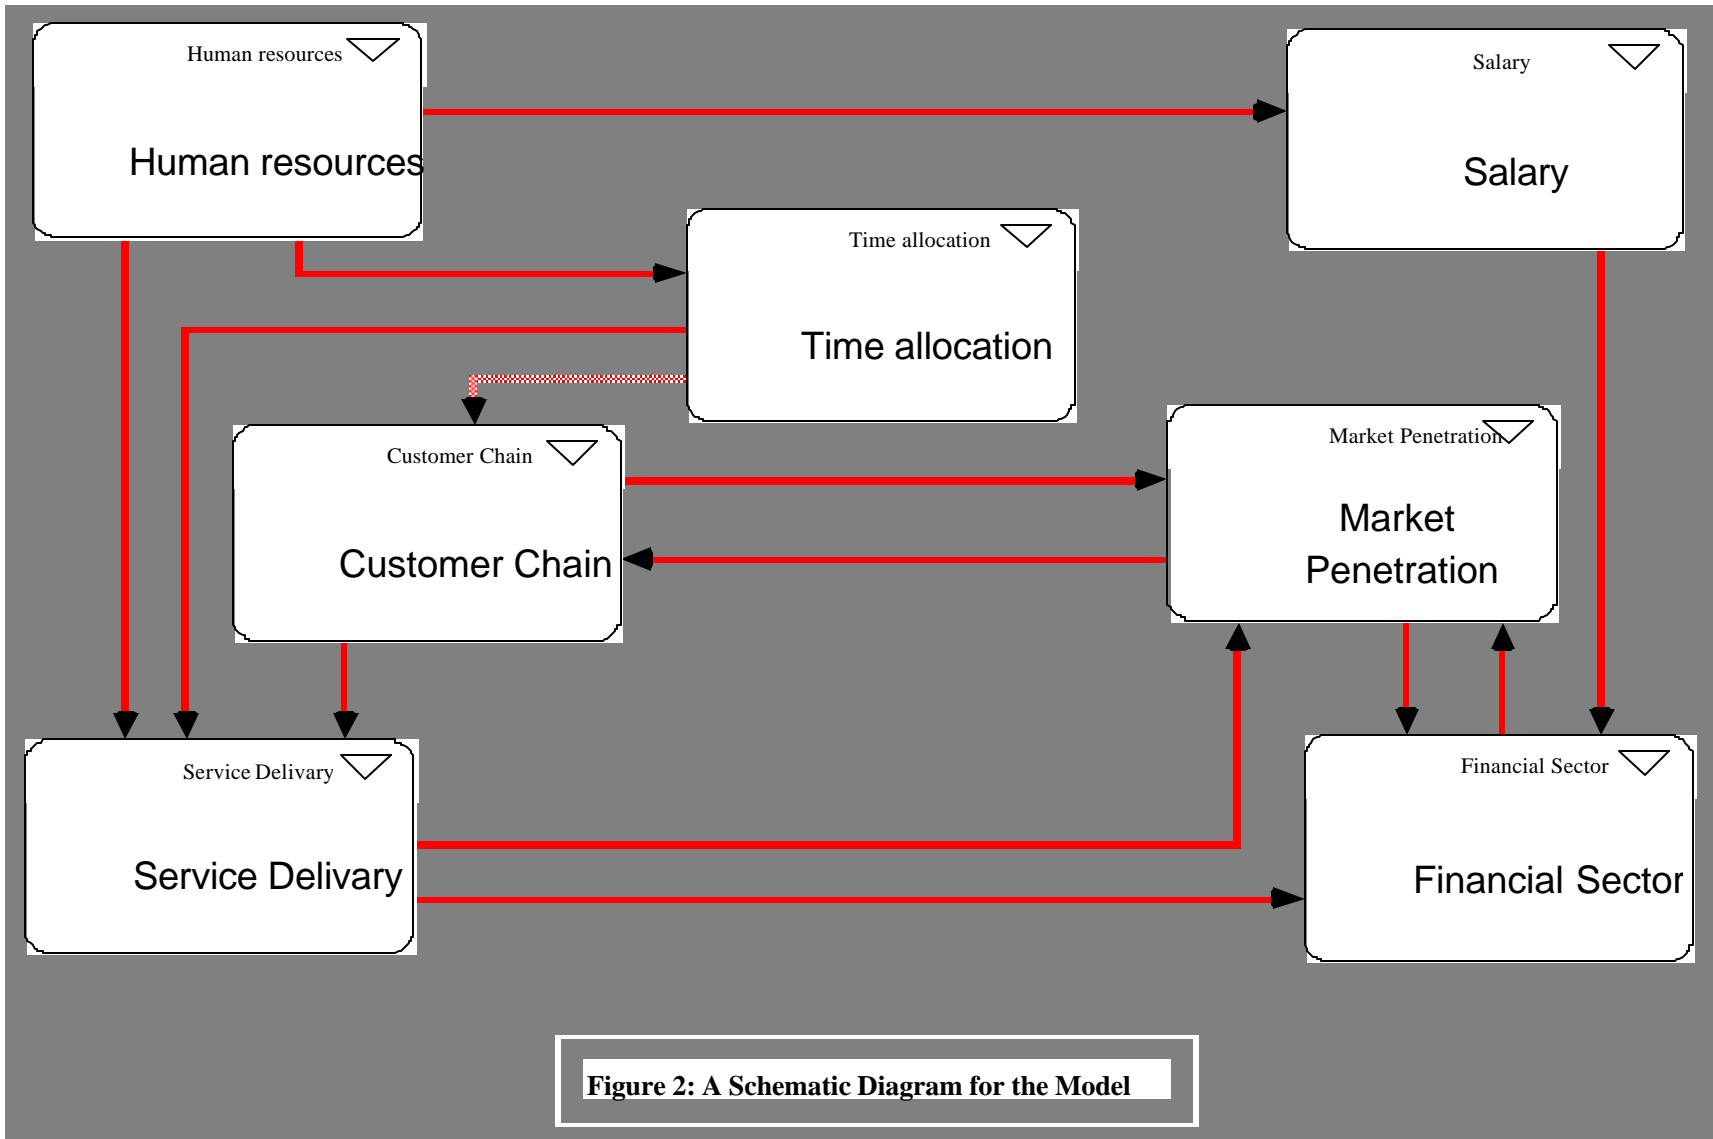 Human resources
Human resources
Salary
Salary
Time allocation
Time allocation
Customer Chain
Customer Chain
Market Penetration
Market
Penetration
Service Delivary
Service Delivary
Financial Sector
Financial Sector
Figure 2: A Schematic Diagram for the Model